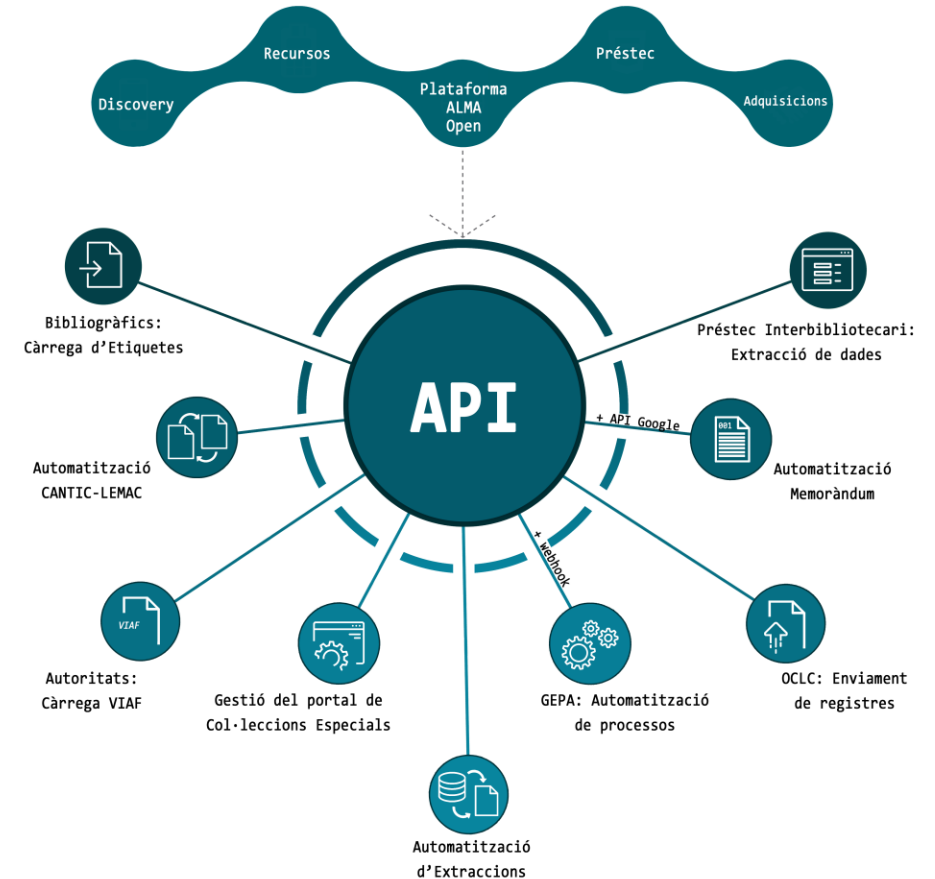 Recursos
Préstec
Discovery
Plataforma
ALMA
Open
Adquisicions
Bibliogràfics:
Càrrega d’Etiquetes
Préstec Interbibliotecari:
Extracció de dades
API
+ API Google
001
Automatització
CANTIC-LEMAC
Automatització
Memoràndum
+ webhook
VIAF
Autoritats:
Càrrega VIAF
Gestió del portal de
Col·leccions Especials
GEPA: Automatització
de processos
OCLC: Enviament
de registres
Automatització
d’Extraccions